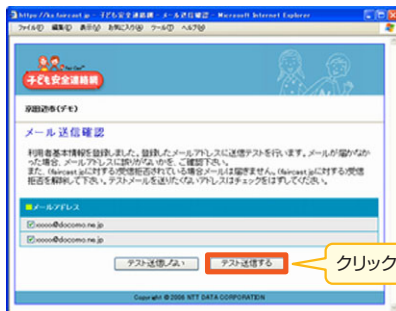 https://ku.faircast.jp - 子ども安全連絡網 - メール送信確認 - Microsoft Internet Explorer
ファイル(F) 編集(E) 表示(V) お気に入り(A) ツール(T) ヘルプ(H)
子ども安全連絡網
京田辺市(デモ)
メール送信確認
利用者基本情報を登録しました。登録したメールアドレスに送信テストを行います。メールが届かなか
った場合、メールアドレスに誤りがないかを、ご確認下さい。
また、(faircast.jpに対する)受信拒否されている場合メールは届きません。(faircast.jpに対する)受信
拒否を解除して下さい。テストメールを送りたくないアドレスはチェックをはずしてください。
■メールアドレス
xxxxx@docomo.ne.jp
xxxxx@docomo.ne.jp
テスト送信しない テスト送信する
クリック
Copyright © 2006 NTT DATA CORPORATION